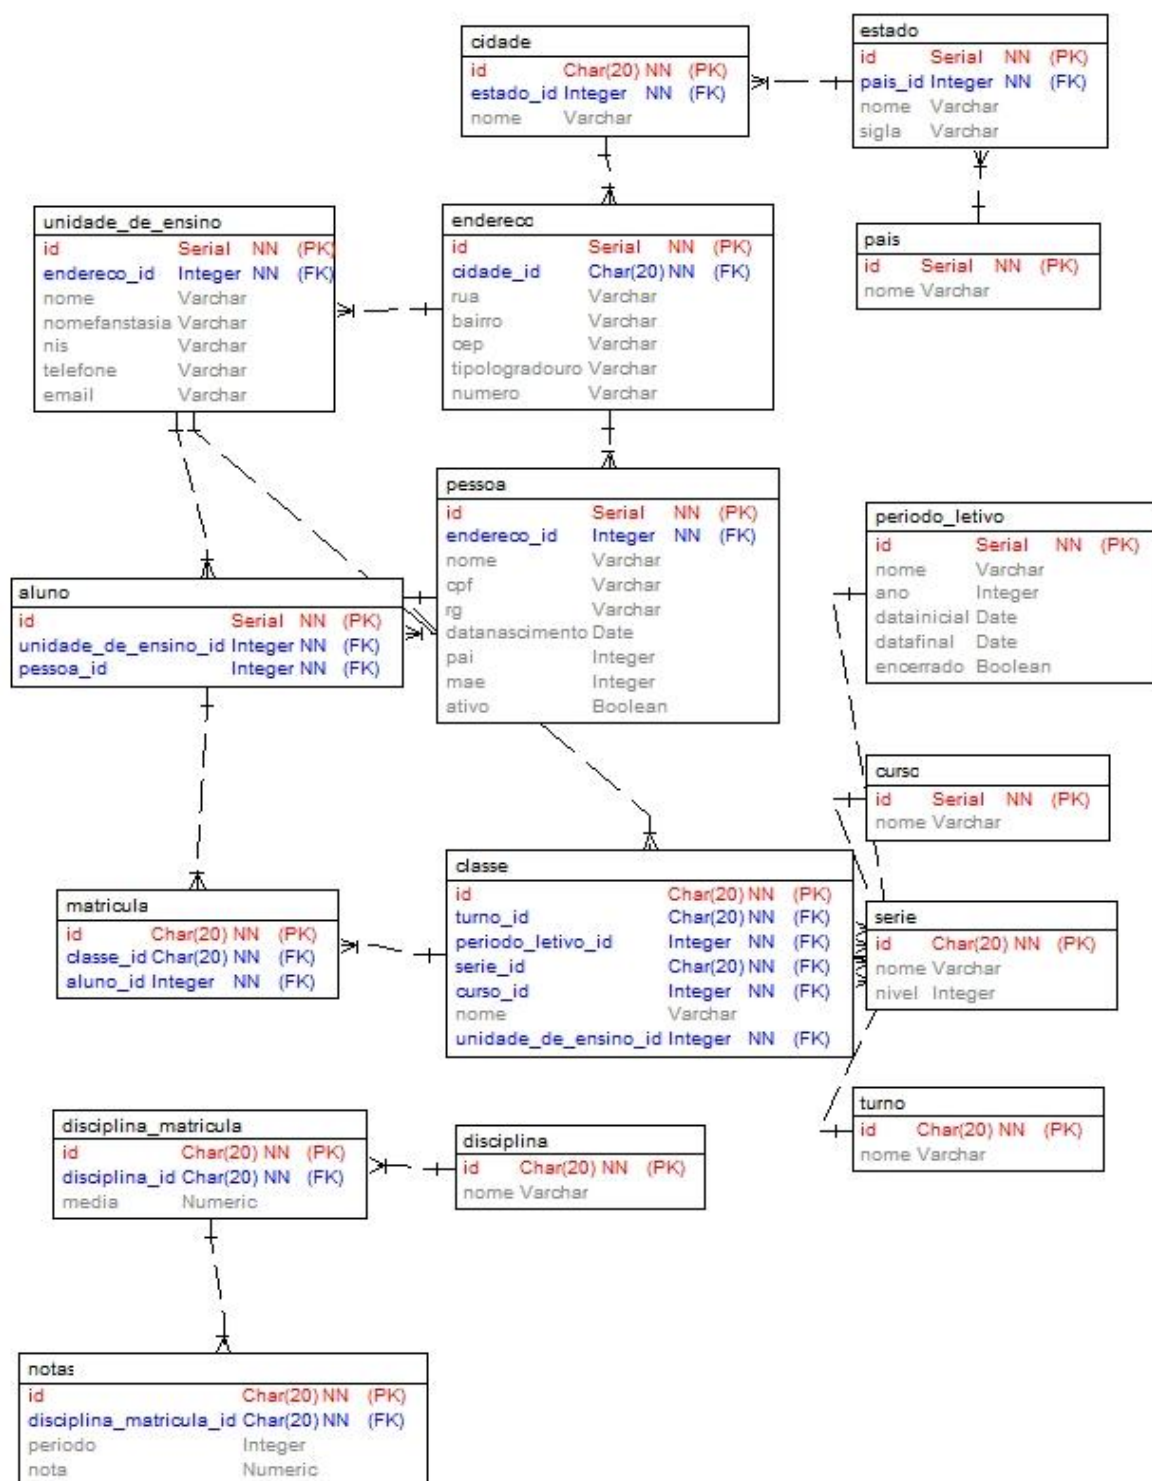 cidade
id Char(20) NN (PK)
estado_id Integer NN (FK)
nome Varchar
estado
id Serial NN (PK)
pais_id Integer NN (FK)
nome Varchar
sigla Varchar
unidade_de_ensino
id Serial NN (PK)
endereco_id Integer NN (FK)
nome Varchar
nomefanstasia Varchar
nis Varchar
telefone Varchar
email Varchar
endereco
id Serial NN (PK)
cidade_id Char(20) NN (FK)
rua Varchar
bairro Varchar
cep Varchar
tipologradouro Varchar
numero Varchar
pais
id Serial NN (PK)
nome Varchar
pessoa
id Serial NN (PK)
endereco_id Integer NN (FK)
nome Varchar
cpf Varchar
rg Varchar
datanascimento Date
pai Integer
mae Integer
ativo Boolean
periodo_letivo
id Serial NN (PK)
nome Varchar
ano Integer
datainicial Date
datafinal Date
encerrado Boolean
aluno
id Serial NN (PK)
unidade_de_ensino_id Integer NN (FK)
pessoa_id Integer NN (FK)
curso
id Serial NN (PK)
nome Varchar
matricula
id Char(20) NN (PK)
classe_id Char(20) NN (FK)
aluno_id Integer NN (FK)
classe
id Char(20) NN (PK)
turno_id Char(20) NN (FK)
periodo_letivo_id Integer NN (FK)
serie_id Char(20) NN (FK)
curso_id Integer NN (FK)
nome Varchar
unidade_de_ensino_id Integer NN (FK)
serie
id Char(20) NN (PK)
nome Varchar
nivel Integer
turno
id Char(20) NN (PK)
nome Varchar
disciplina_matricula
id Char(20) NN (PK)
disciplina_id Char(20) NN (FK)
media Numeric
disciplina
id Char(20) NN (PK)
nome Varchar
notas
id Char(20) NN (PK)
disciplina_matricula_id Char(20) NN (FK)
periodo Integer
nota Numeric